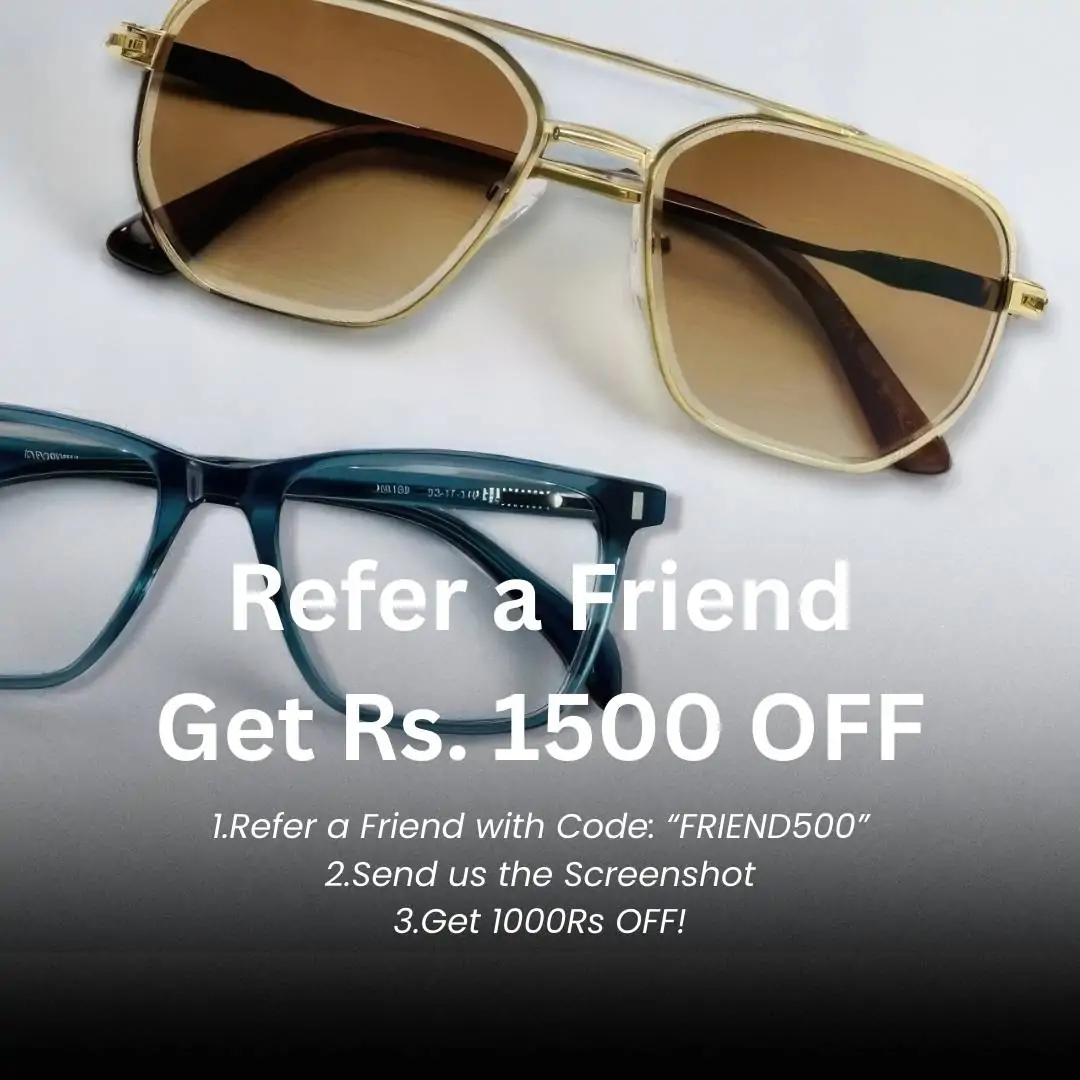 Refer a Friend
Get Rs. 1500 OFF
1.Refer a Friend with Code: “FRIEND500”
2.Send us the Screenshot
3.Get 1000Rs OFF!